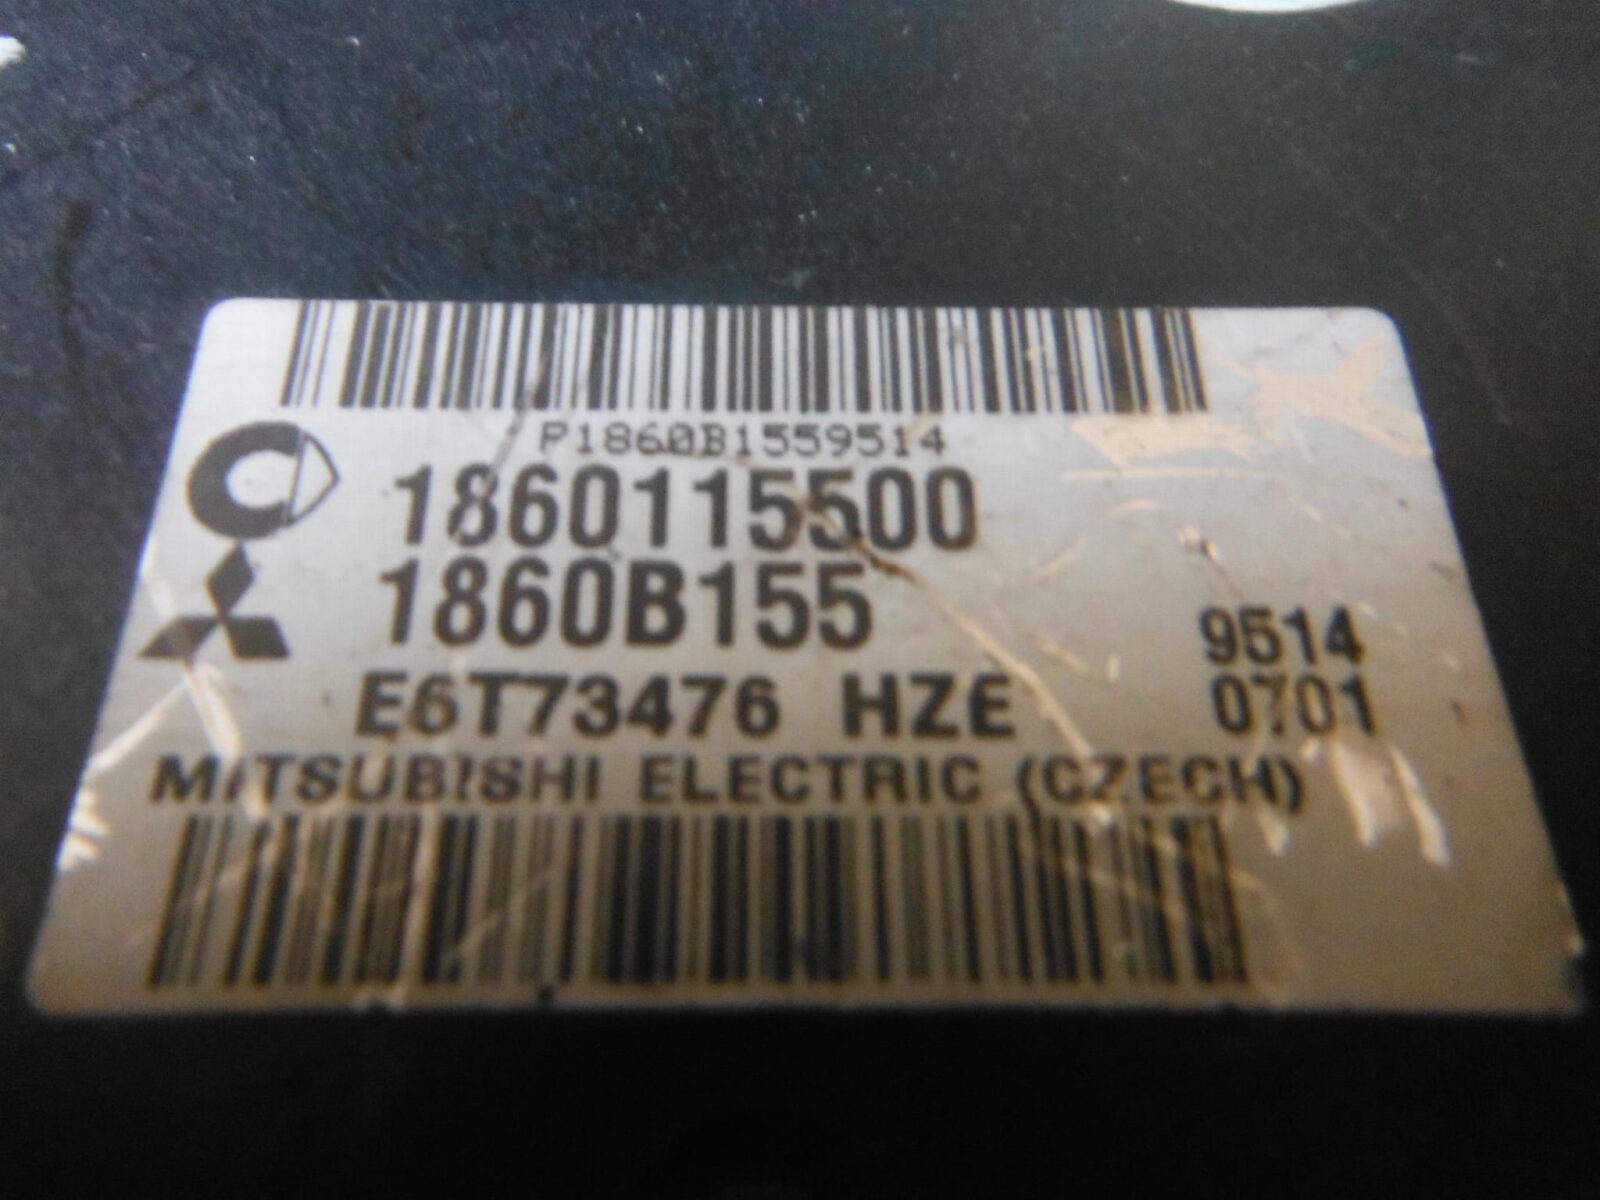 P1860B1559514
1860115500
1860B155
9514
E6T73476 HZE
0701
MITSUBISHI ELECTRIC (CZECH)